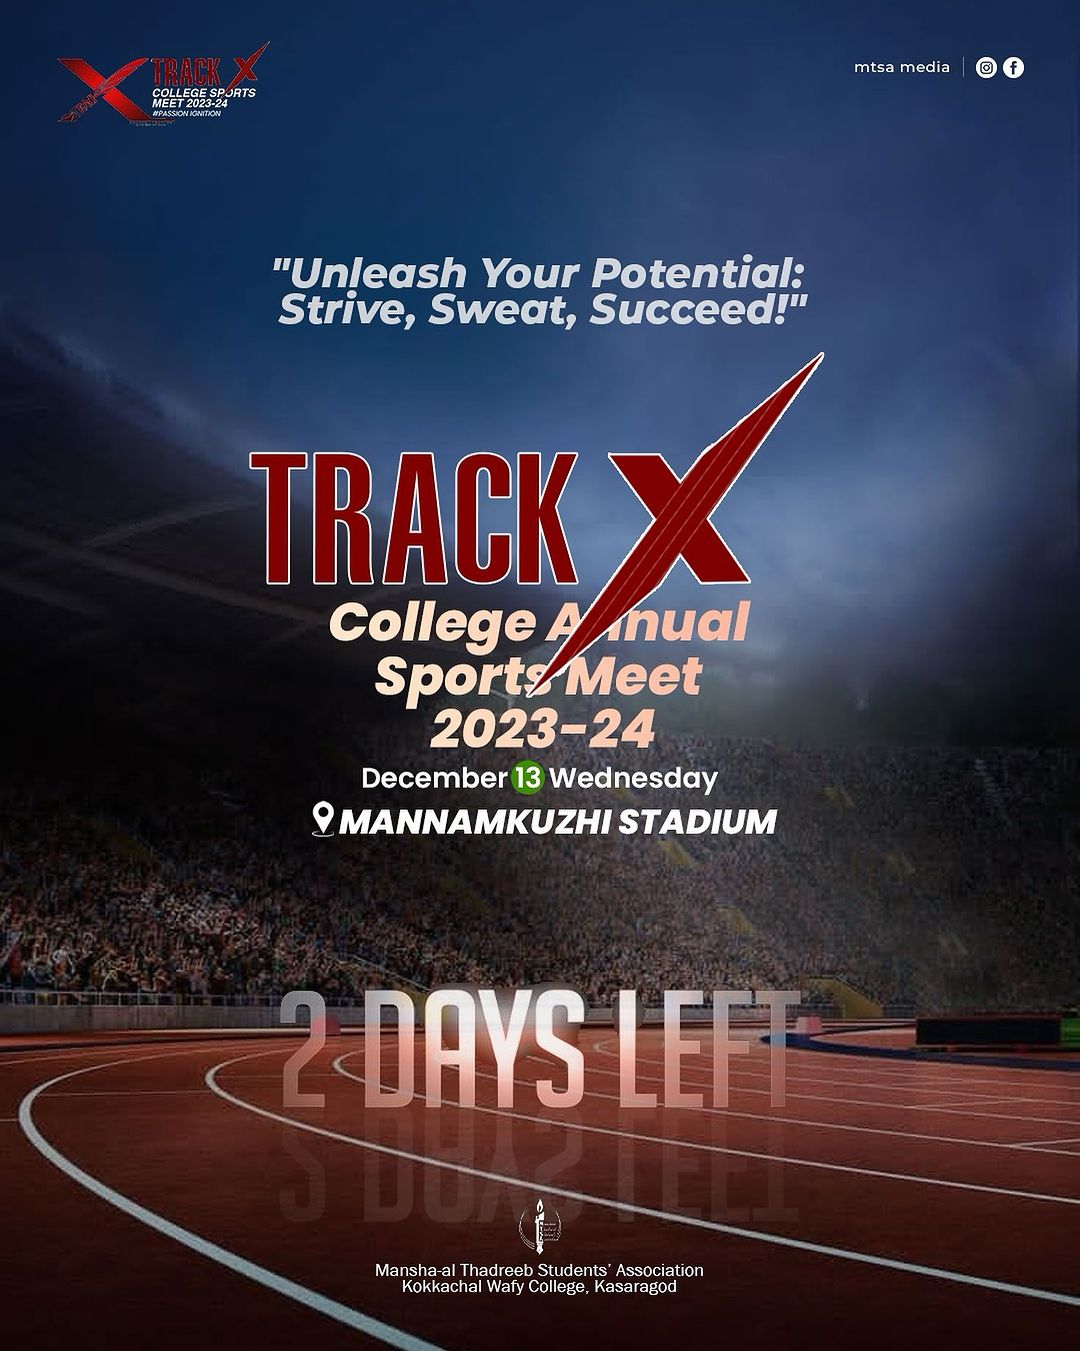 TRACK X
COLLEGE SPORTS
MEET 2023-24
#PASSION IGNITION
mtsa media
"Unleash Your Potential:
Strive, Sweat, Succeed!"
TRACK X
College Annual
Sports Meet
2023-24
December 13 Wednesday
MANNAMKUZHI STADIUM
2 DAYS LEFT
Mansha-al Thadreeb Students’ Association
Kokkachal Wafy College, Kasaragod